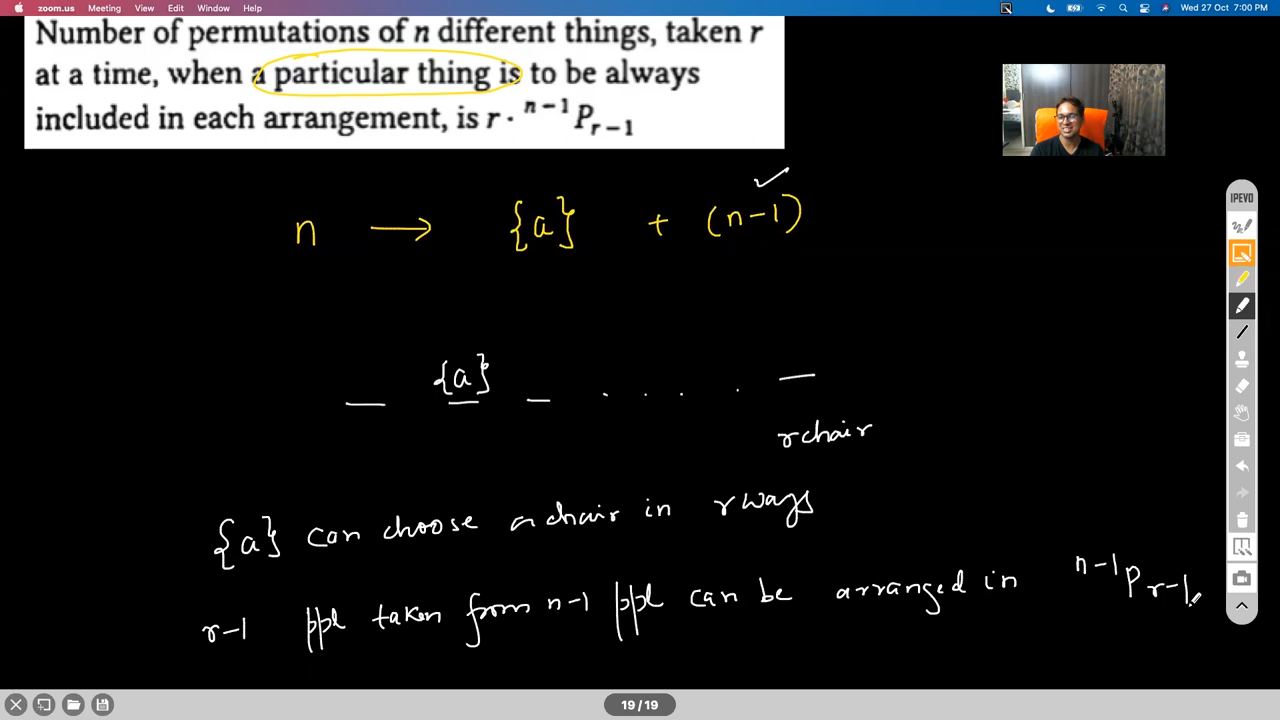 zoom.us Meeting View Edit Window Help Wed 27 Oct 7:00 PM
Number of permutations of n different things, taken r
at a time, when a particular thing is to be always
included in each arrangement, is r · ⁿ⁻¹Pᵣ₋₁
IPEVO
n → {a} + (n-1)
{a}
r chair
{a} can choose a chair in r ways
r-1 ppl taken from n-1 ppl can be arranged in ⁿ⁻¹Pᵣ₋₁
19 / 19